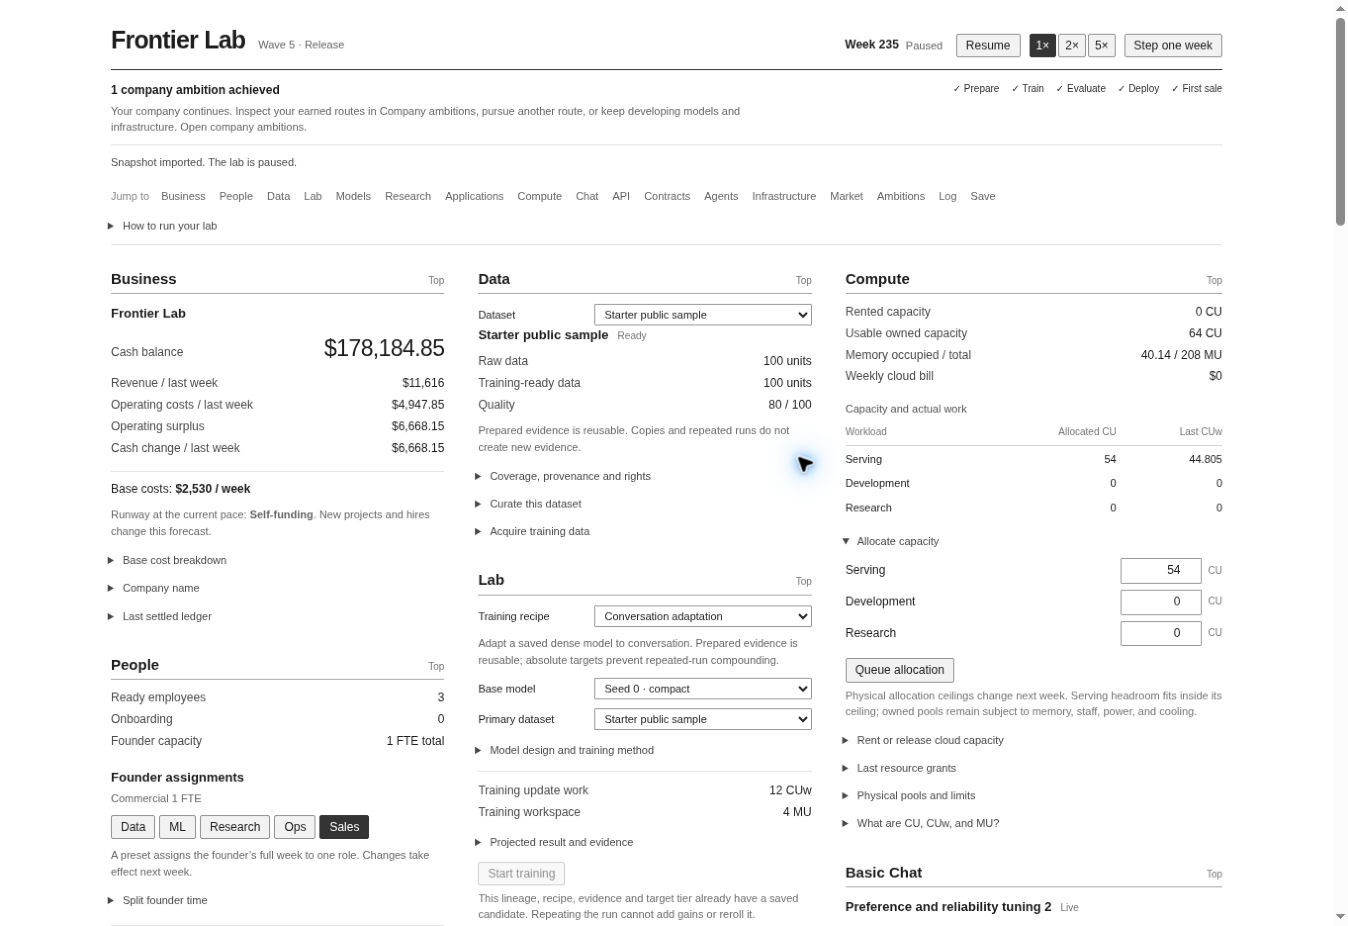 Frontier Lab Wave 5 · Release
Week 235 Paused Resume 1× 2× 5× Step one week
1 company ambition achieved
✓ Prepare ✓ Train ✓ Evaluate ✓ Deploy ✓ First sale
Your company continues. Inspect your earned routes in Company ambitions, pursue another route, or keep developing models and
infrastructure. Open company ambitions.
Snapshot imported. The lab is paused.
Jump to Business People Data Lab Models Research Applications Compute Chat API Contracts Agents Infrastructure Market Ambitions Log Save
How to run your lab
Business Top
Frontier Lab
Cash balance $178,184.85
Revenue / last week $11,616
Operating costs / last week $4,947.85
Operating surplus $6,668.15
Cash change / last week $6,668.15
Base costs: $2,530 / week
Runway at the current pace: Self-funding. New projects and hires
change this forecast.
Base cost breakdown
Company name
Last settled ledger
People Top
Ready employees 3
Onboarding 0
Founder capacity 1 FTE total
Founder assignments
Commercial 1 FTE
Data ML Research Ops Sales
A preset assigns the founder's full week to one role. Changes take
effect next week.
Split founder time
Data Top
Dataset Starter public sample
Starter public sample Ready
Raw data 100 units
Training-ready data 100 units
Quality 80 / 100
Prepared evidence is reusable. Copies and repeated runs do not
create new evidence.
Coverage, provenance and rights
Curate this dataset
Acquire training data
Lab Top
Training recipe Conversation adaptation
Adapt a saved dense model to conversation. Prepared evidence is
reusable; absolute targets prevent repeated-run compounding.
Base model Seed 0 · compact
Primary dataset Starter public sample
Model design and training method
Training update work 12 CUw
Training workspace 4 MU
Projected result and evidence
Start training
This lineage, recipe, evidence and target tier already have a saved
candidate. Repeating the run cannot add gains or reroll it.
Compute Top
Rented capacity 0 CU
Usable owned capacity 64 CU
Memory occupied / total 40.14 / 208 MU
Weekly cloud bill $0
Capacity and actual work
Workload Allocated CU Last CUw
Serving 54 44.805
Development 0 0
Research 0 0
Allocate capacity
Serving 54 CU
Development 0 CU
Research 0 CU
Queue allocation
Physical allocation ceilings change next week. Serving headroom fits inside its
ceiling; owned pools remain subject to memory, staff, power, and cooling.
Rent or release cloud capacity
Last resource grants
Physical pools and limits
What are CU, CUw, and MU?
Basic Chat Top
Preference and reliability tuning 2 Live